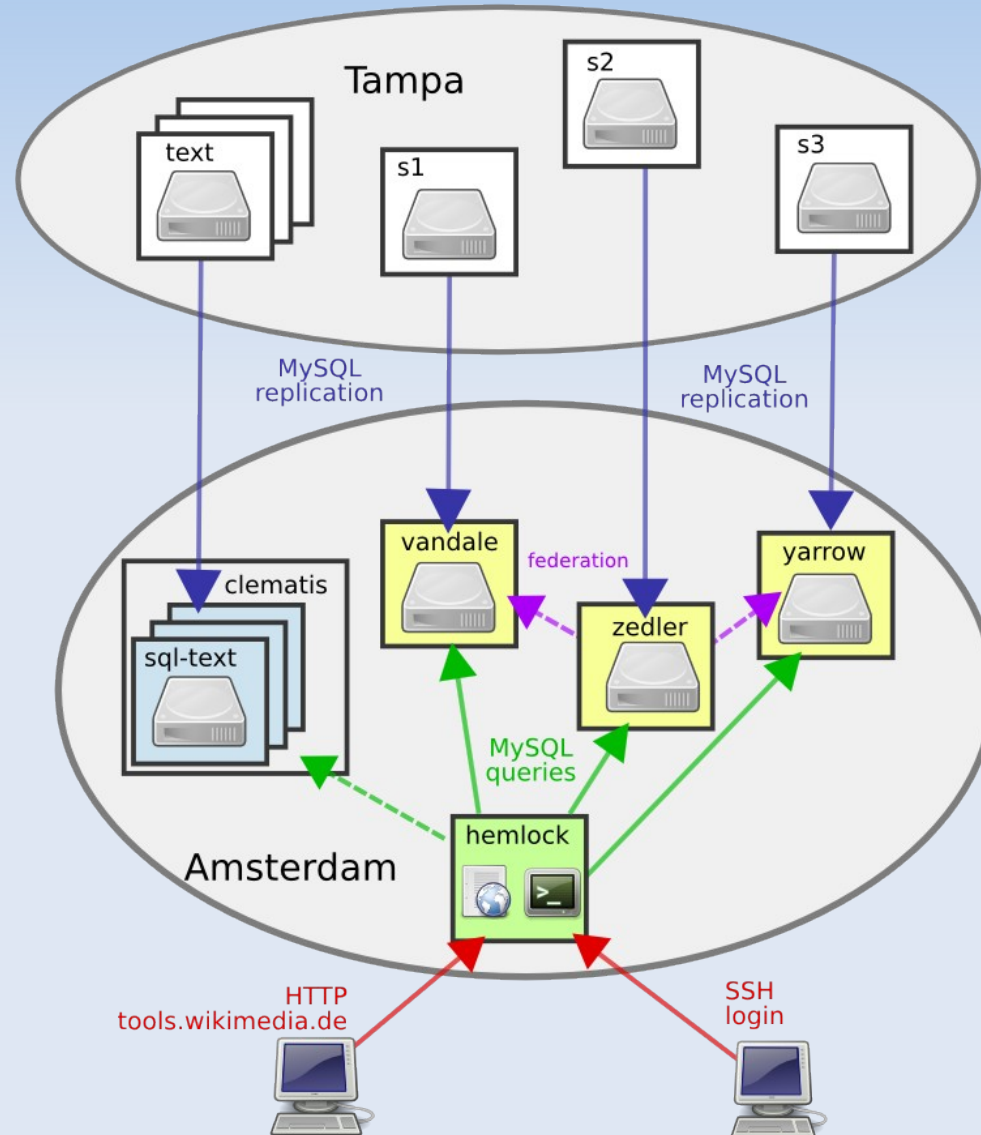 Tampa
s2
text
s1
s3
MySQL
replication
MySQL
replication
vandale
federation
yarrow
clematis
zedler
sql-text
MySQL
queries
hemlock
>_
Amsterdam
HTTP
tools.wikimedia.de
SSH
login